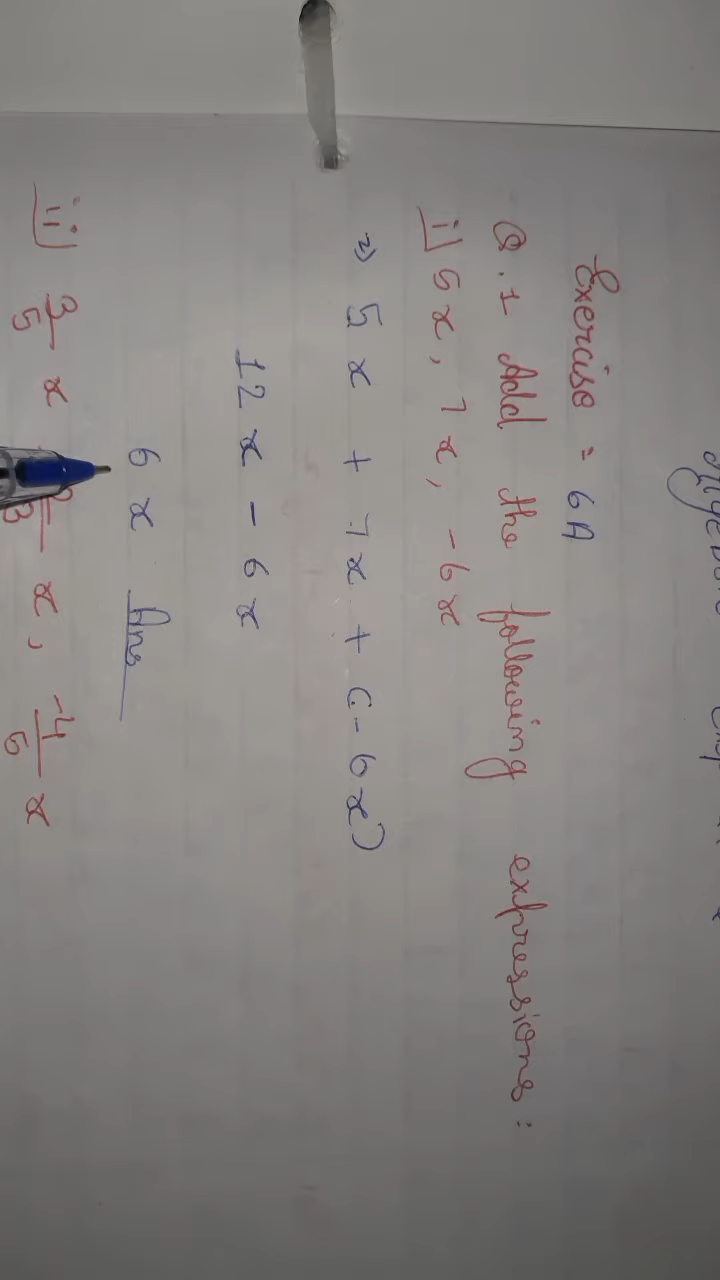 Exercise = 6A
Q.1 Add the following expressions:
i) 5x, 7x, -6x
⇒ 5x + 7x + (-6x)
12x - 6x
6x Ans
ii) 3/5 x x, -4/5 x